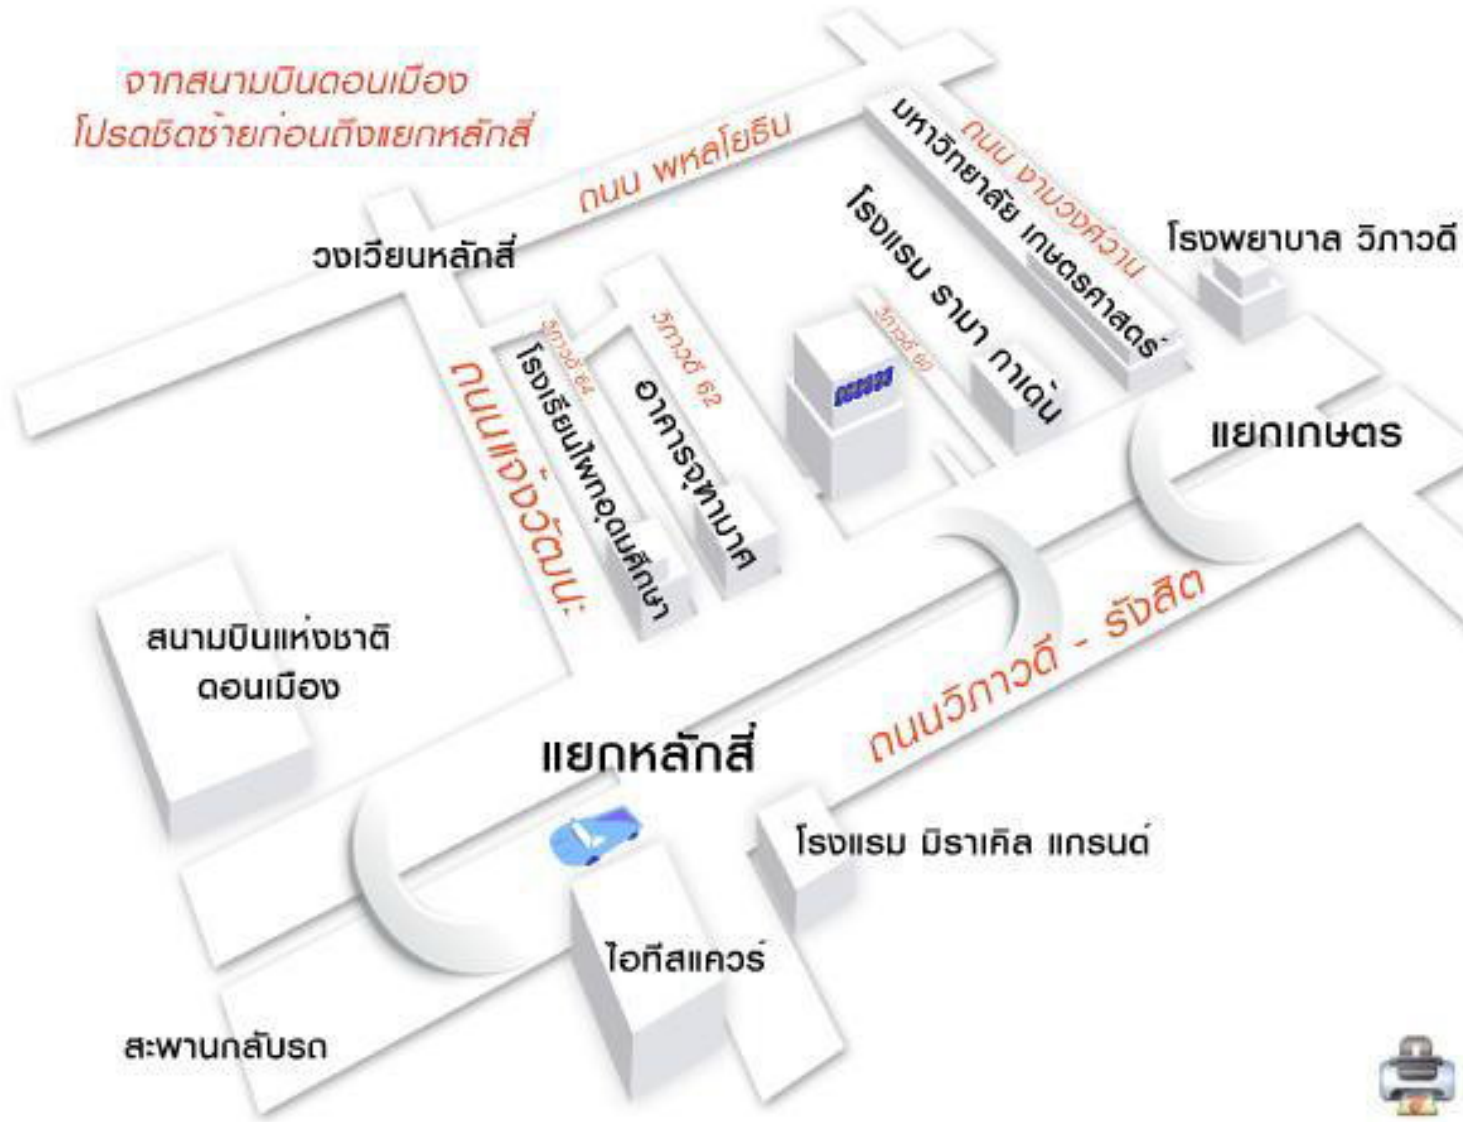 จากสนามบินดอนเมือง
โปรดชิดซ้ายก่อนถึงแยกหลักสี่
ถนน พหลโยธิน
มหาวิทยาลัย เกษตรศาสตร์
ถนน งามวงศ์วาน
วงเวียนหลักสี่
โรงแรม รามา กาเด้น
โรงพยาบาล วิภาวดี
วิภาวดี 64
วิภาวดี 62
วิภาวดี 60
ถนนแจ้งวัฒนะ
โรงเรียนไผทอุดมศึกษา
อาคารจุฑามาศ
แยกเกษตร
สนามบินแห่งชาติ
ดอนเมือง
ถนนวิภาวดี - รังสิต
แยกหลักสี่
โรงแรม มิราเคิล แกรนด์
ไอทีสแควร์
สะพานกลับรถ